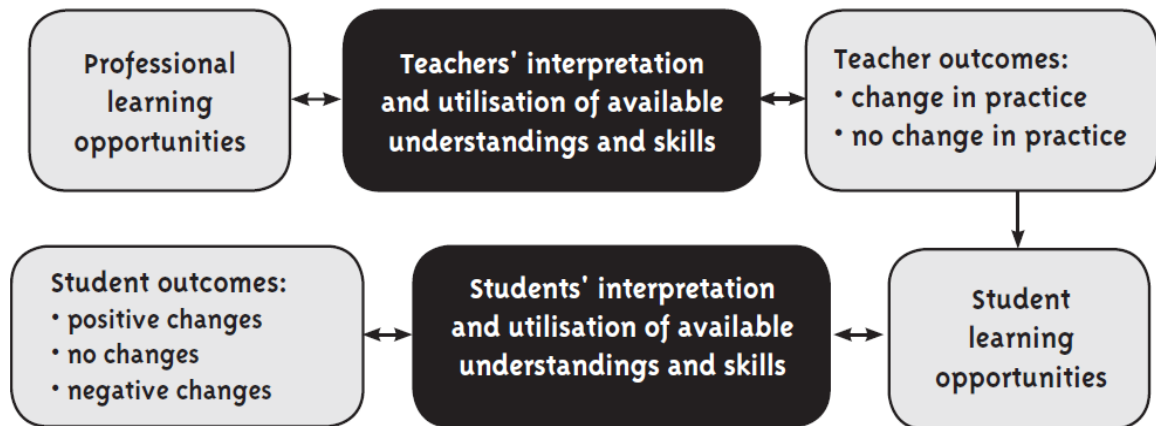 Professional
learning
opportunities
Teachers' interpretation
and utilisation of available
understandings and skills
Teacher outcomes:
• change in practice
• no change in practice
Student outcomes:
• positive changes
• no changes
• negative changes
Students' interpretation
and utilisation of available
understandings and skills
Student
learning
opportunities